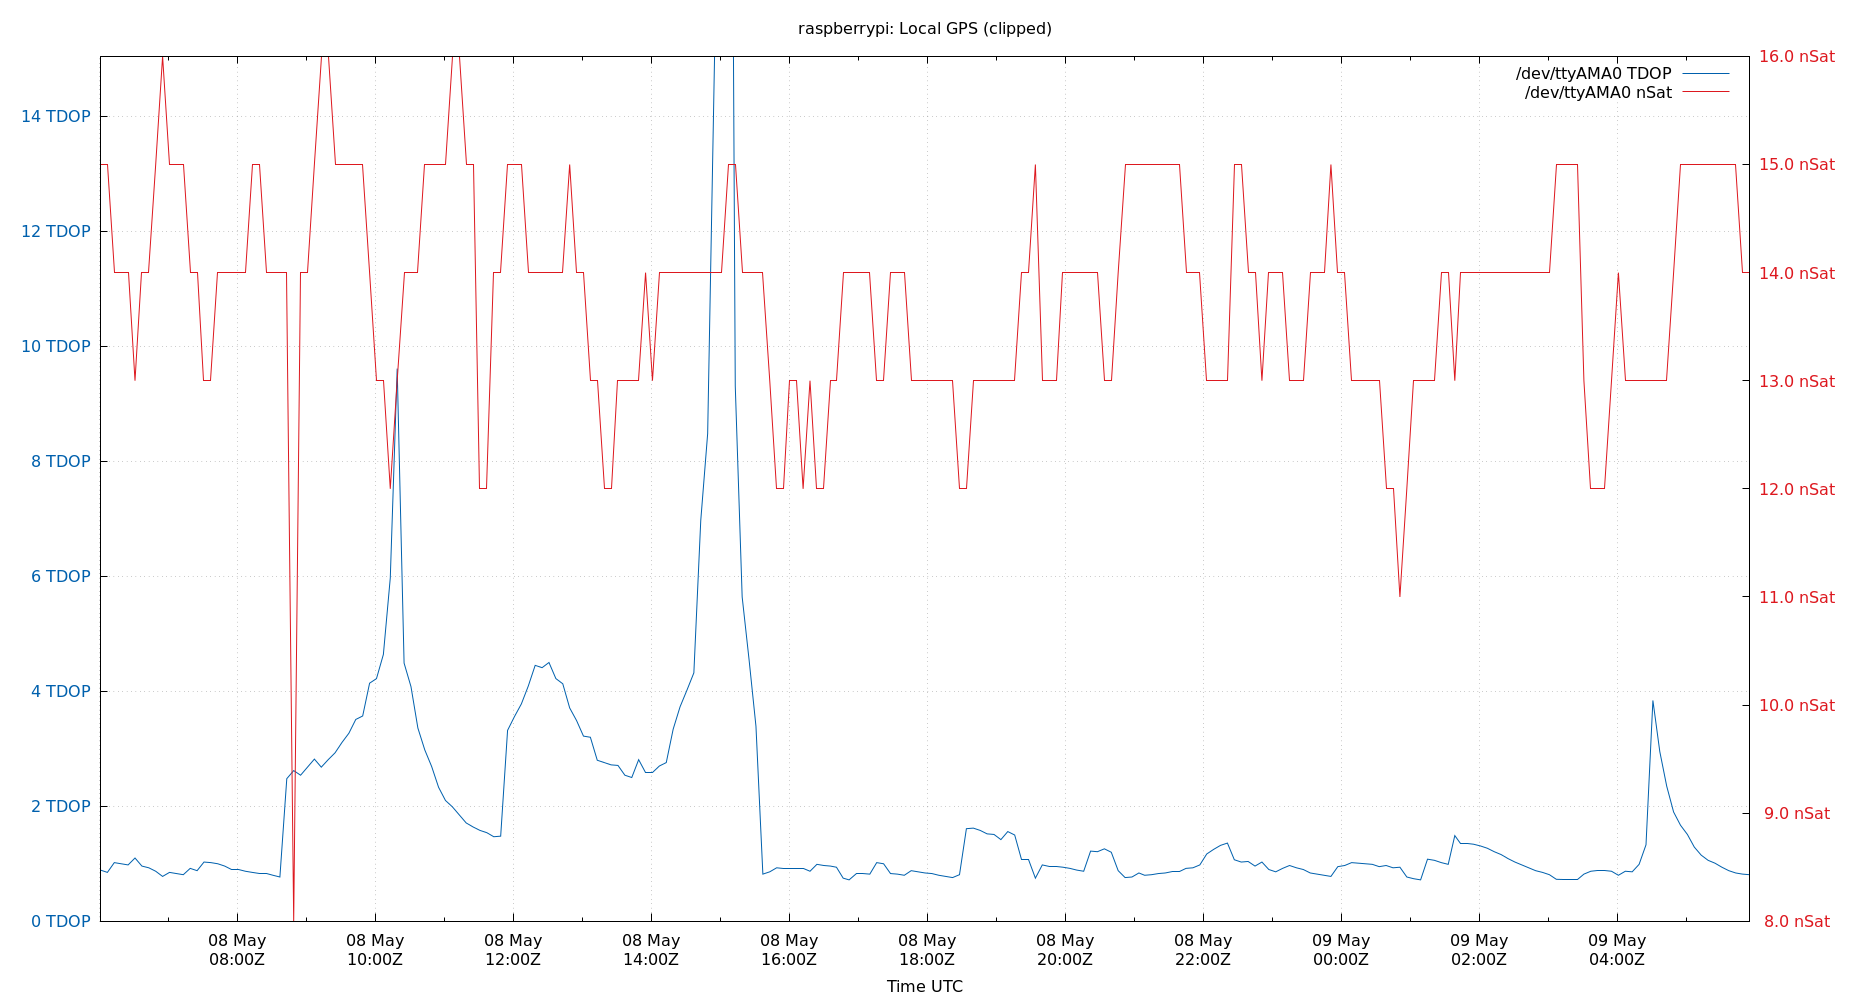 raspberrypi: Local GPS (clipped)
/dev/ttyAMA0 TDOP
/dev/ttyAMA0 nSat
14 TDOP
12 TDOP
10 TDOP
8 TDOP
6 TDOP
4 TDOP
2 TDOP
0 TDOP
16.0 nSat
15.0 nSat
14.0 nSat
13.0 nSat
12.0 nSat
11.0 nSat
10.0 nSat
9.0 nSat
8.0 nSat
08 May
08:00Z
08 May
10:00Z
08 May
12:00Z
08 May
14:00Z
08 May
16:00Z
08 May
18:00Z
08 May
20:00Z
08 May
22:00Z
09 May
00:00Z
09 May
02:00Z
09 May
04:00Z
Time UTC